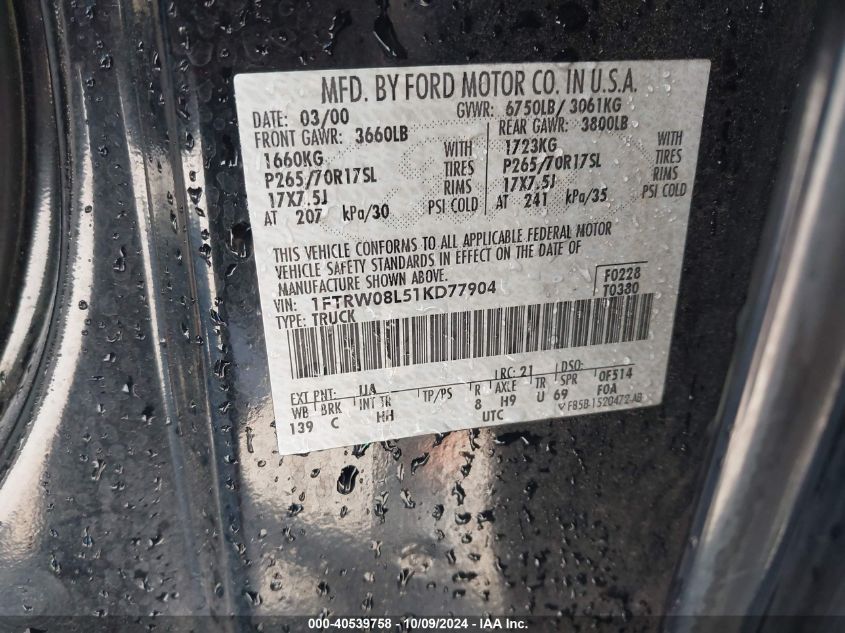 MFD. BY FORD MOTOR CO. IN U.S.A.
DATE: 03/00 GVWR: 6750LB/ 3061KG
FRONT GAWR: 3660LB REAR GAWR: 3800LB
1660KG WITH 1723KG WITH
P265/70R17SL TIRES P265/70R17SL TIRES
17X7.5J RIMS 17X7.5J RIMS
AT 207 kPa/30 PSI COLD AT 241 kPa/35 PSI COLD
THIS VEHICLE CONFORMS TO ALL APPLICABLE FEDERAL MOTOR
VEHICLE SAFETY STANDARDS IN EFFECT ON THE DATE OF
MANUFACTURE SHOWN ABOVE.
VIN: 1FTRW08L51KD77904 F0228
TYPE: TRUCK T0380
EXT PNT: UA RC: 21 DSO:
WB BRK INT TR TP/PS R AXLE TR SPR 0F514
139 C HH 8 H9 U 69 F0A
UTC F85B-1520472-AB
000-40539758 - 10/09/2024 - IAA Inc.